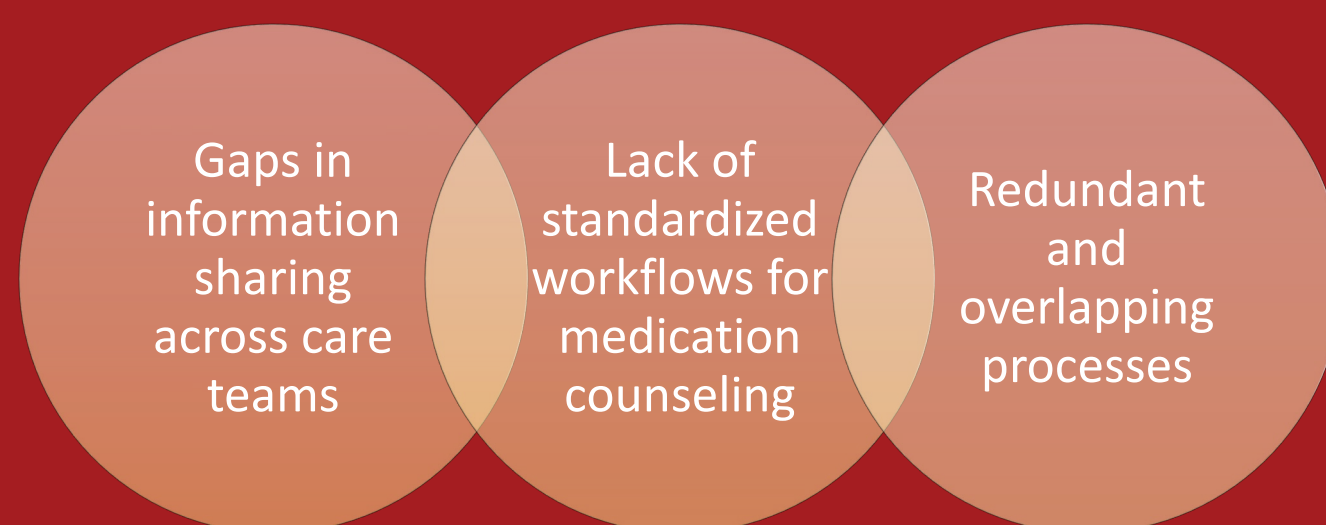 Gaps in
information
sharing
across care
teams
Lack of
standardized
workflows for
medication
counseling
Redundant
and
overlapping
processes